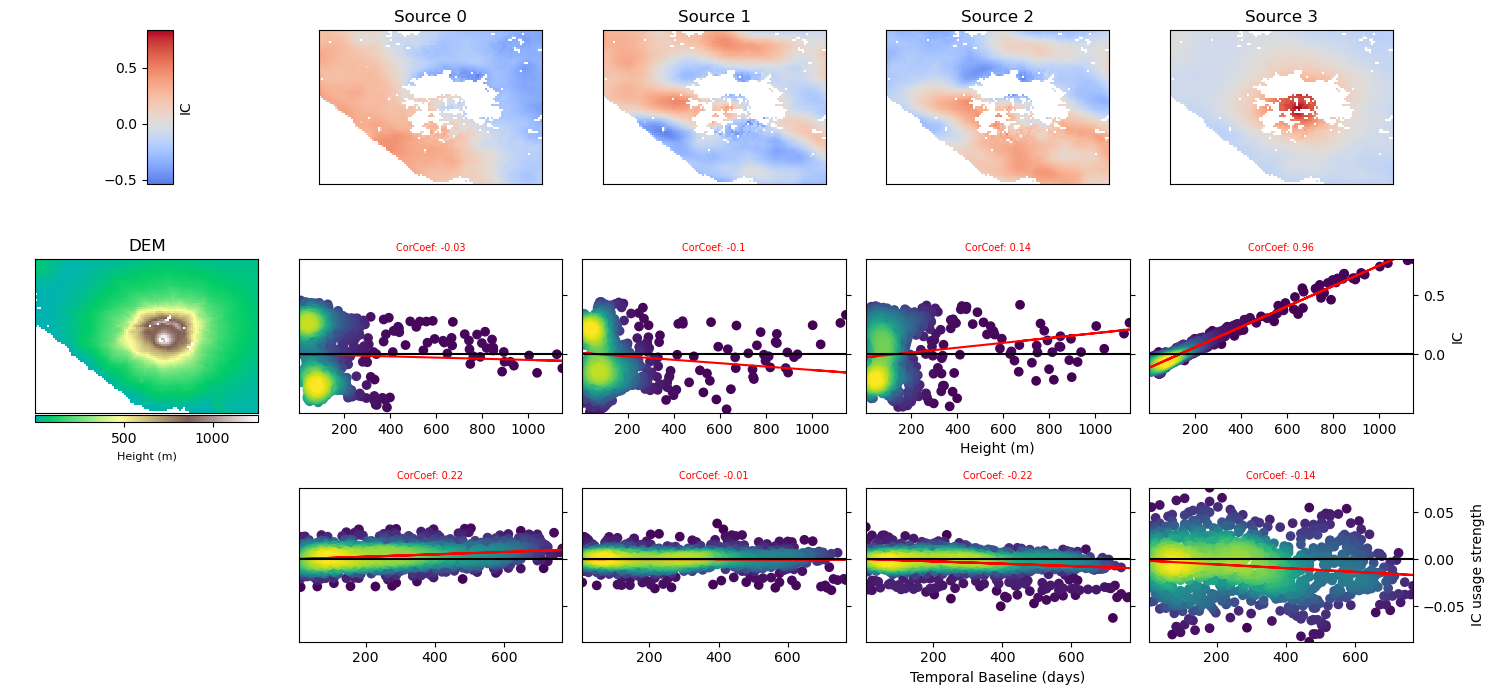 Source 0
Source 1
Source 2
Source 3
0.5
0.0
−0.5
IC
DEM
500
1000
Height (m)
CorCoef: -0.03
CorCoef: -0.1
CorCoef: 0.14
CorCoef: 0.96
200 400 600 800 1000
200 400 600 800 1000
200 400 600 800 1000
200 400 600 800 1000
Height (m)
0.5
0.0
IC
CorCoef: 0.22
CorCoef: -0.01
CorCoef: -0.22
CorCoef: -0.14
200 400 600
200 400 600
200 400 600
200 400 600
Temporal Baseline (days)
0.05
0.00
−0.05
IC usage strength